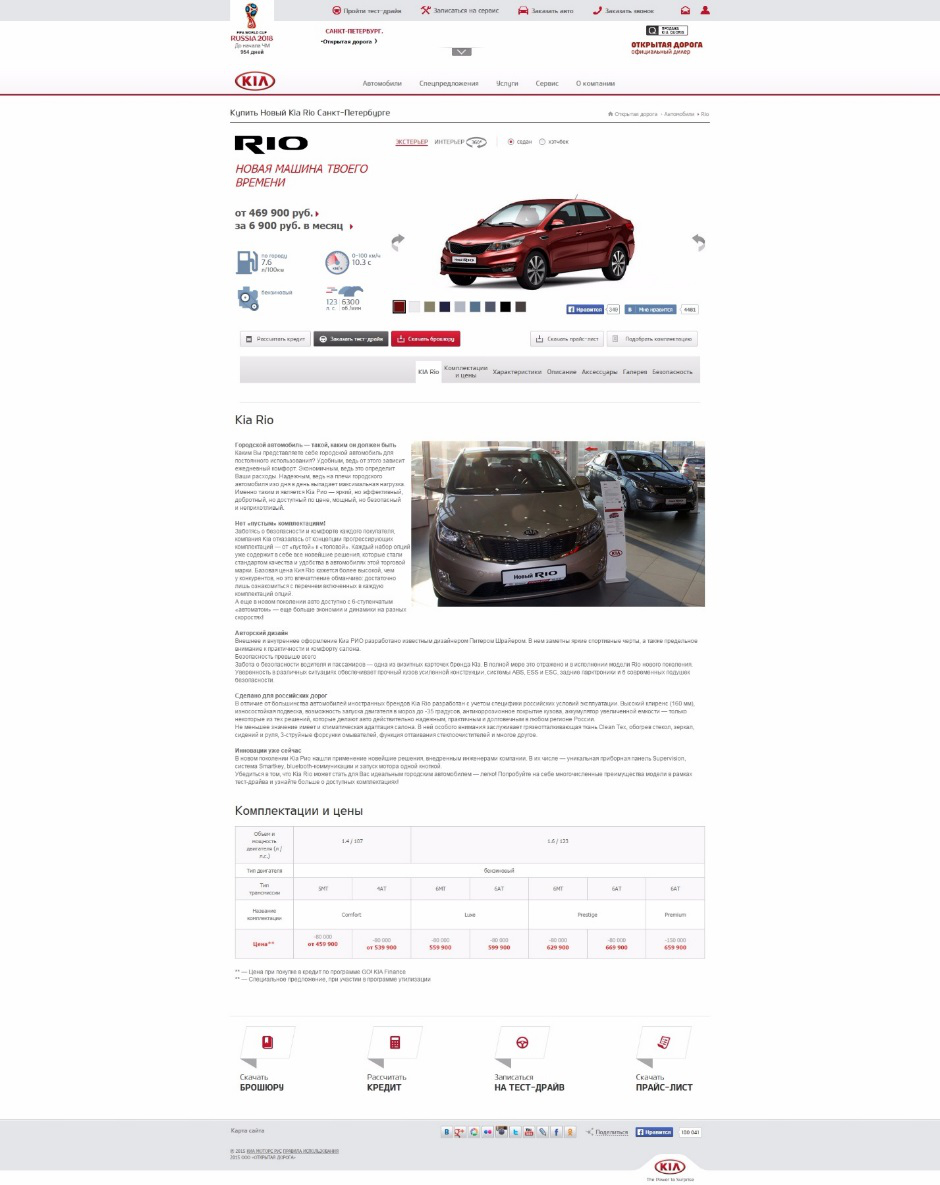 Пройти тест-драйв
Записаться на сервис
Заказать авто
Заказать звонок
FIFA WORLD CUP
RUSSIA 2018
До начала ЧМ
954 дней
САНКТ-ПЕТЕРБУРГ.
•Открытая дорога
ОТКРЫТАЯ ДОРОГА
официальный дилер
KIA
Автомобили Спецпредложения Услуги Сервис О компании
Купить Новый Kia Rio Санкт-Петербурге
Открытая дорога → Автомобили → Rio
RIO
ЭКСТЕРЬЕР ИНТЕРЬЕР 360° седан хэтчбек
НОВАЯ МАШИНА ТВОЕГО
ВРЕМЕНИ
от 469 900 руб.
за 6 900 руб. в месяц
по городу
7.6
л/100км
0-100 км/ч
10.3 с
бензиновый
123 6300
л. с. об./мин
Нравится
Мне нравится
Рассчитать кредит
Заказать тест-драйв
Скачать брошюру
Скачать прайс-лист
Подобрать комплектацию
KIA Rio Комплектации и цены Характеристики Описание Аксессуары Галерея Безопасность
Kia Rio
Городской автомобиль — такой, каким он должен быть
Каким Вы представляете себе городской автомобиль для
постоянного использования? Удобным, ведь от этого зависит
ежедневный комфорт. Экономичным, ведь это определит
Ваши расходы. Надежным, ведь на плечи городского
автомобиля изо дня в день выпадает максимальная нагрузка.
Именно таким и является Kia Рио — яркий, но эффективный,
добротный, но доступный по цене, мощный, но безопасный
и неприхотливый.
Нет «пустым» комплектациям!
Заботясь о безопасности и комфорте каждого покупателя,
компания Kia отказалась от концепции прогрессирующих
комплектаций — от «пустой» к «топовой». Каждый набор опций
уже содержит в себе все новейшие решения, которые стали
стандартом качества и удобства в автомобилях этой торговой
марки. Базовая цена Киа Rio кажется более высокой, чем
у конкурентов, но это впечатление обманчиво: достаточно
лишь ознакомиться с перечнем включенных в каждую
комплектаций опций.
А еще в новом поколении авто доступно с 6-ступенчатым
«автоматом» — еще больше экономии и динамики на разных
скоростях!
Новый RIO
KIA
Авторский дизайн
Внешнее и внутреннее оформление Киа РИО разработано известным дизайнером Питером Шрайером. В нем заметны яркие спортивные черты, а также предельное
внимание к практичности и комфорту салона.
Безопасность превыше всего
Забота о безопасности водителя и пассажиров — одна из визитных карточек бренда Kia. В полной мере это отражено и в исполнении модели Rio нового поколения.
Уверенность в различных ситуациях обеспечивает прочный кузов усиленной конструкции, системы ABS, ESS и ESC, задние парктроники и 6 современных подушек
безопасности.
Сделано для российских дорог
В отличие от большинства автомобилей иностранных брендов Kia Rio разработан с учетом специфики российских условий эксплуатации. Высокий клиренс (160 мм),
износостойкая подвеска, возможность запуска двигателя в мороз до -35 градусов, антикоррозионное покрытие кузова, аккумулятор увеличенной емкости — только
некоторые из тех решений, которые делают авто действительно надежным, практичным и долговечным в любом регионе России.
Не меньшее значение имеет и климатическая адаптация салона. В ней особого внимания заслуживает грязеотталкивающая ткань Clean Tex, обогрев стекол, зеркал,
сидений и руля, 3-струйные форсунки омывателей, функция оттаивания стеклоочистителей и многое другое.
Инновации уже сейчас
В новом поколении Kia Рио нашли применение новейшие решения, внедренным инженерами компании. В их числе — уникальная приборная панель Supervision,
система Smartkey, bluetooth-коммуникации и запуск мотора одной кнопкой.
Убедиться в том, что Kia Rio может стать для Вас идеальным городским автомобилем — легко! Попробуйте на себе многочисленные преимущества модели в рамках
тест-драйва и узнайте больше о доступных комплектациях!
Комплектации и цены
Объем и мощность двигателя (л./л.с.) 1.4 / 107 1.6 / 123
Тип двигателя бензиновый
Тип трансмиссии 5MT 4AT 6MT 6AT 6MT 6AT 6AT
Название комплектации Comfort Luxe Prestige Premium
-80 000 -80 000 -80 000 -80 000 -80 000 -80 000
Цена** от 459 900 от 539 900 559 900 599 900 629 900 669 900 659 900
** — Цена при покупке в кредит по программе GO! KIA Finance
** — Специальное предложение, при участии в программе утилизации
Скачать
БРОШЮРУ
Рассчитать
КРЕДИТ
Записаться
НА ТЕСТ-ДРАЙВ
Скачать
ПРАЙС-ЛИСТ
Карта сайта
Поделиться
Нравится
© 2015 КИА МОТОРС РУС ПРАВИЛА ИСПОЛЬЗОВАНИЯ
2015 ООО «ОТКРЫТАЯ ДОРОГА»
KIA
The Power to Surprise